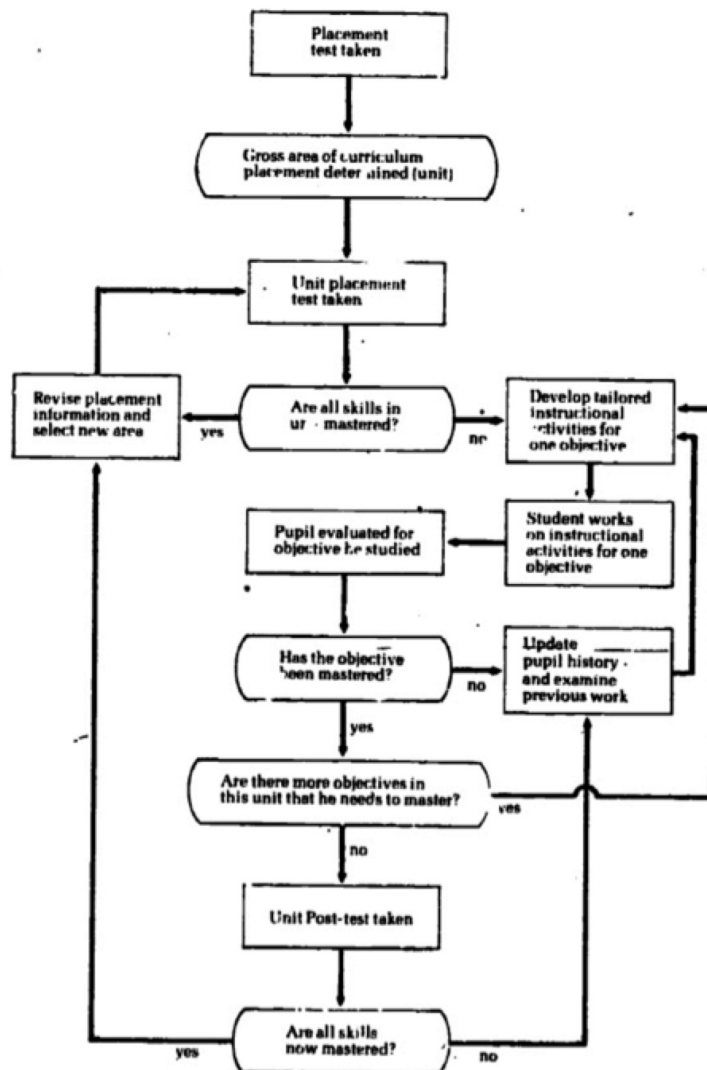 Placement
test taken
Gross area of curriculum
placement deter ined (unit)
Unit placement
test taken
Revise placement
information and
select new area
yes
Are all skills in
mastered?
Develop tailored
instructional
activities for
one objective
Pupil evaluated for
objective he studied
Student works
on instructional
activities for one
objective
Has the objective
been mastered?
no
Update
pupil history
and examine
previous work
yes
Are there more objectives in
this unit that he needs to master?
yes
no
Unit Post-test taken
yes
Are all skills
now mastered?
no